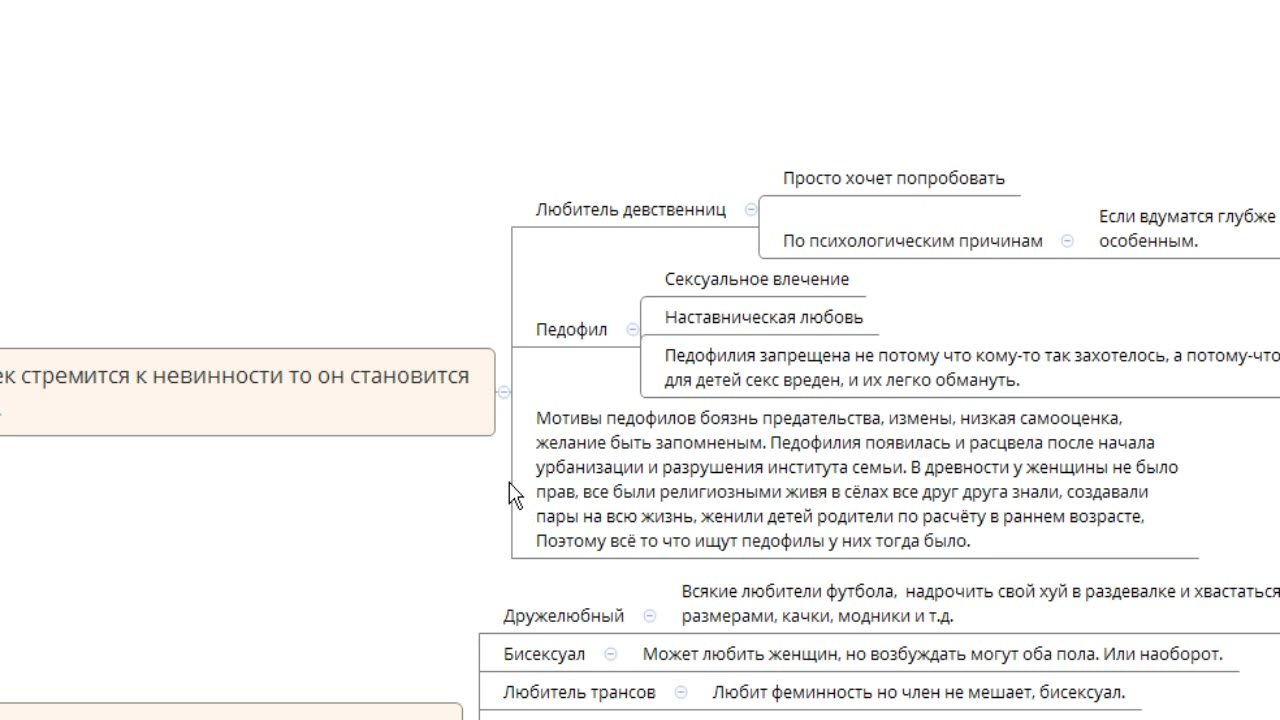 Просто хочет попробовать
Любитель девственниц
Если вдуматся глубже
По психологическим причинам
особенным.
Сексуальное влечение
Наставническая любовь
Педофил
Педофилия запрещена не потому что кому-то так захотелось, а потому-что
для детей секс вреден, и их легко обмануть.
ек стремится к невинности то он становится
Мотивы педофилов боязнь предательства, измены, низкая самооценка,
желание быть запомненым. Педофилия появилась и расцвела после начала
урбанизации и разрушения института семьи. В древности у женщины не было
прав, все были религиозными живя в сёлах все друг друга знали, создавали
пары на всю жизнь, женили детей родители по расчёту в раннем возрасте,
Поэтому всё то что ищут педофилы у них тогда было.
Всякие любители футбола,  надрочить свой хуй в раздевалке и хвастаться
Дружелюбный
размерами, качки, модники и т.д.
Бисексуал
Может любить женщин, но возбуждать могут оба пола. Или наоборот.
Любитель трансов
Любит феминность но член не мешает, бисексуал.